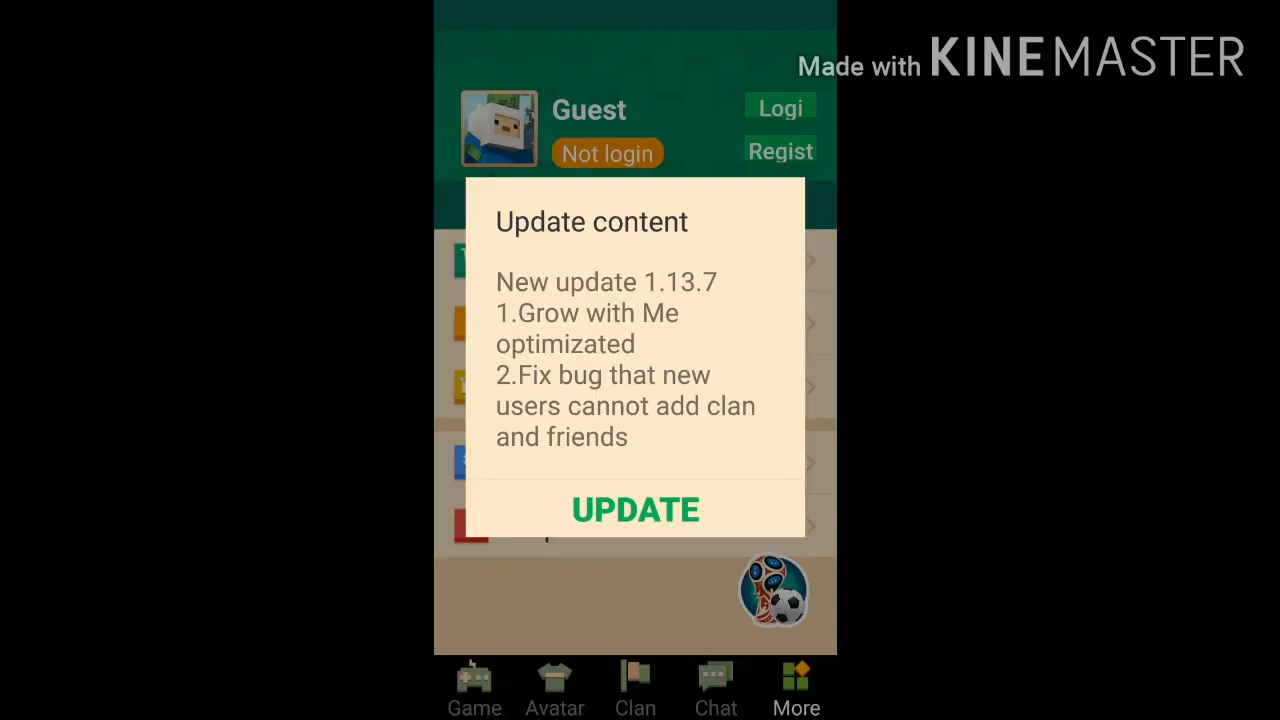 Made with KINEMASTER
Guest
Logi
Not login
Regist
Update content
New update 1.13.7
1.Grow with Me
optimizated
2.Fix bug that new
users cannot add clan
and friends
UPDATE
Game Avatar Clan Chat More